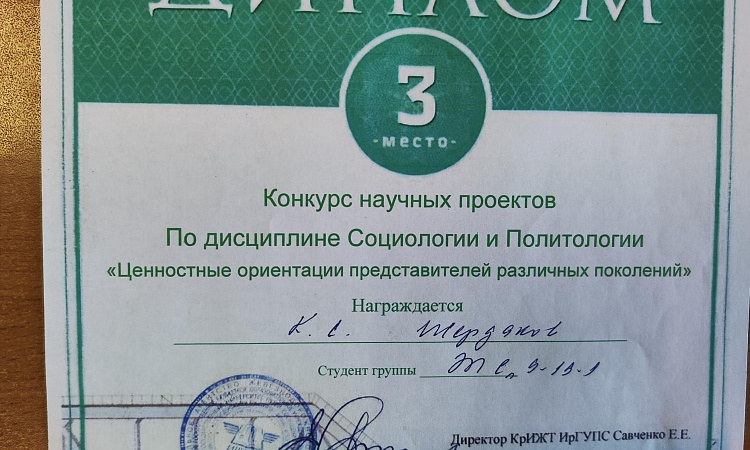 ДИПЛОМ
3
-место-
Конкурс научных проектов
По дисциплине Социологии и Политологии
«Ценностные ориентации представителей различных поколений»
Награждается
К. С. Шердяков
Студент группы
Директор КрИЖТ ИрГУПС Савченко Е.Е.